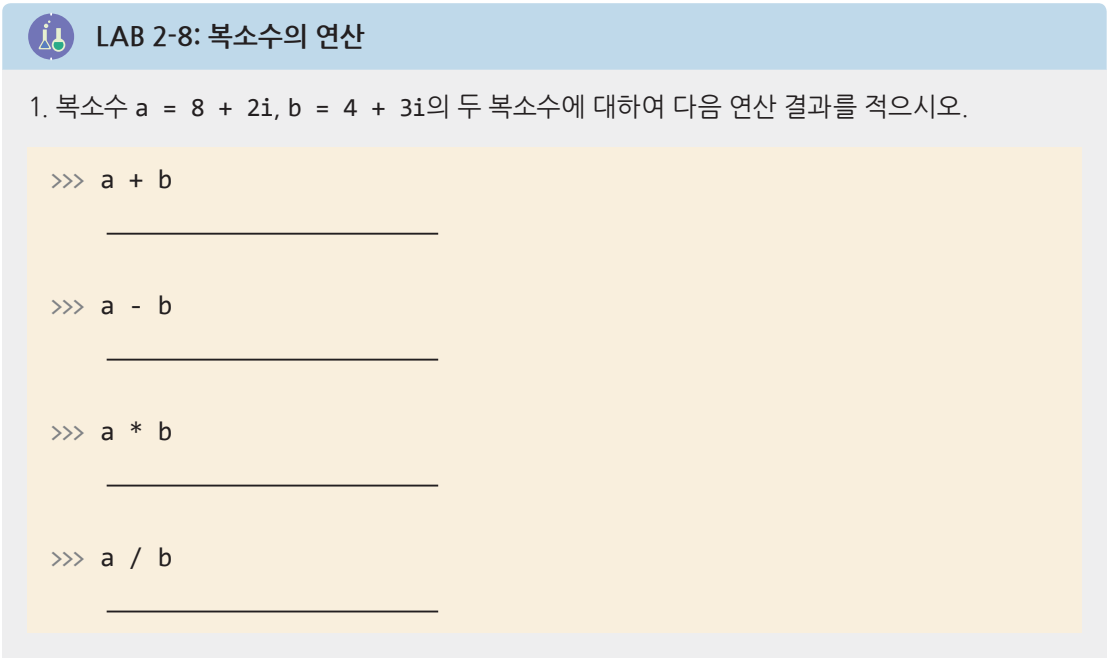 LAB 2-8: 복소수의 연산
1. 복소수 a = 8 + 2i, b = 4 + 3i의 두 복소수에 대하여 다음 연산 결과를 적으시오.
>>> a + b
>>> a - b
>>> a * b
>>> a / b